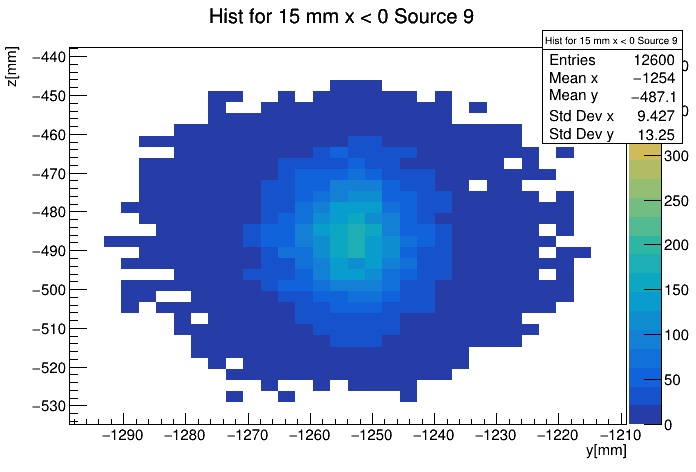 Hist for 15 mm x < 0 Source 9
Hist for 15 mm x < 0 Source 9
Entries 12600
Mean x −1254
Mean y −487.1
Std Dev x 9.427
Std Dev y 13.25
z[mm]
−440
−450
−460
−470
−480
−490
−500
−510
−520
−530
0
0
300
250
200
150
100
50
0
−1290 −1280 −1270 −1260 −1250 −1240 −1230 −1220 −1210
y[mm]